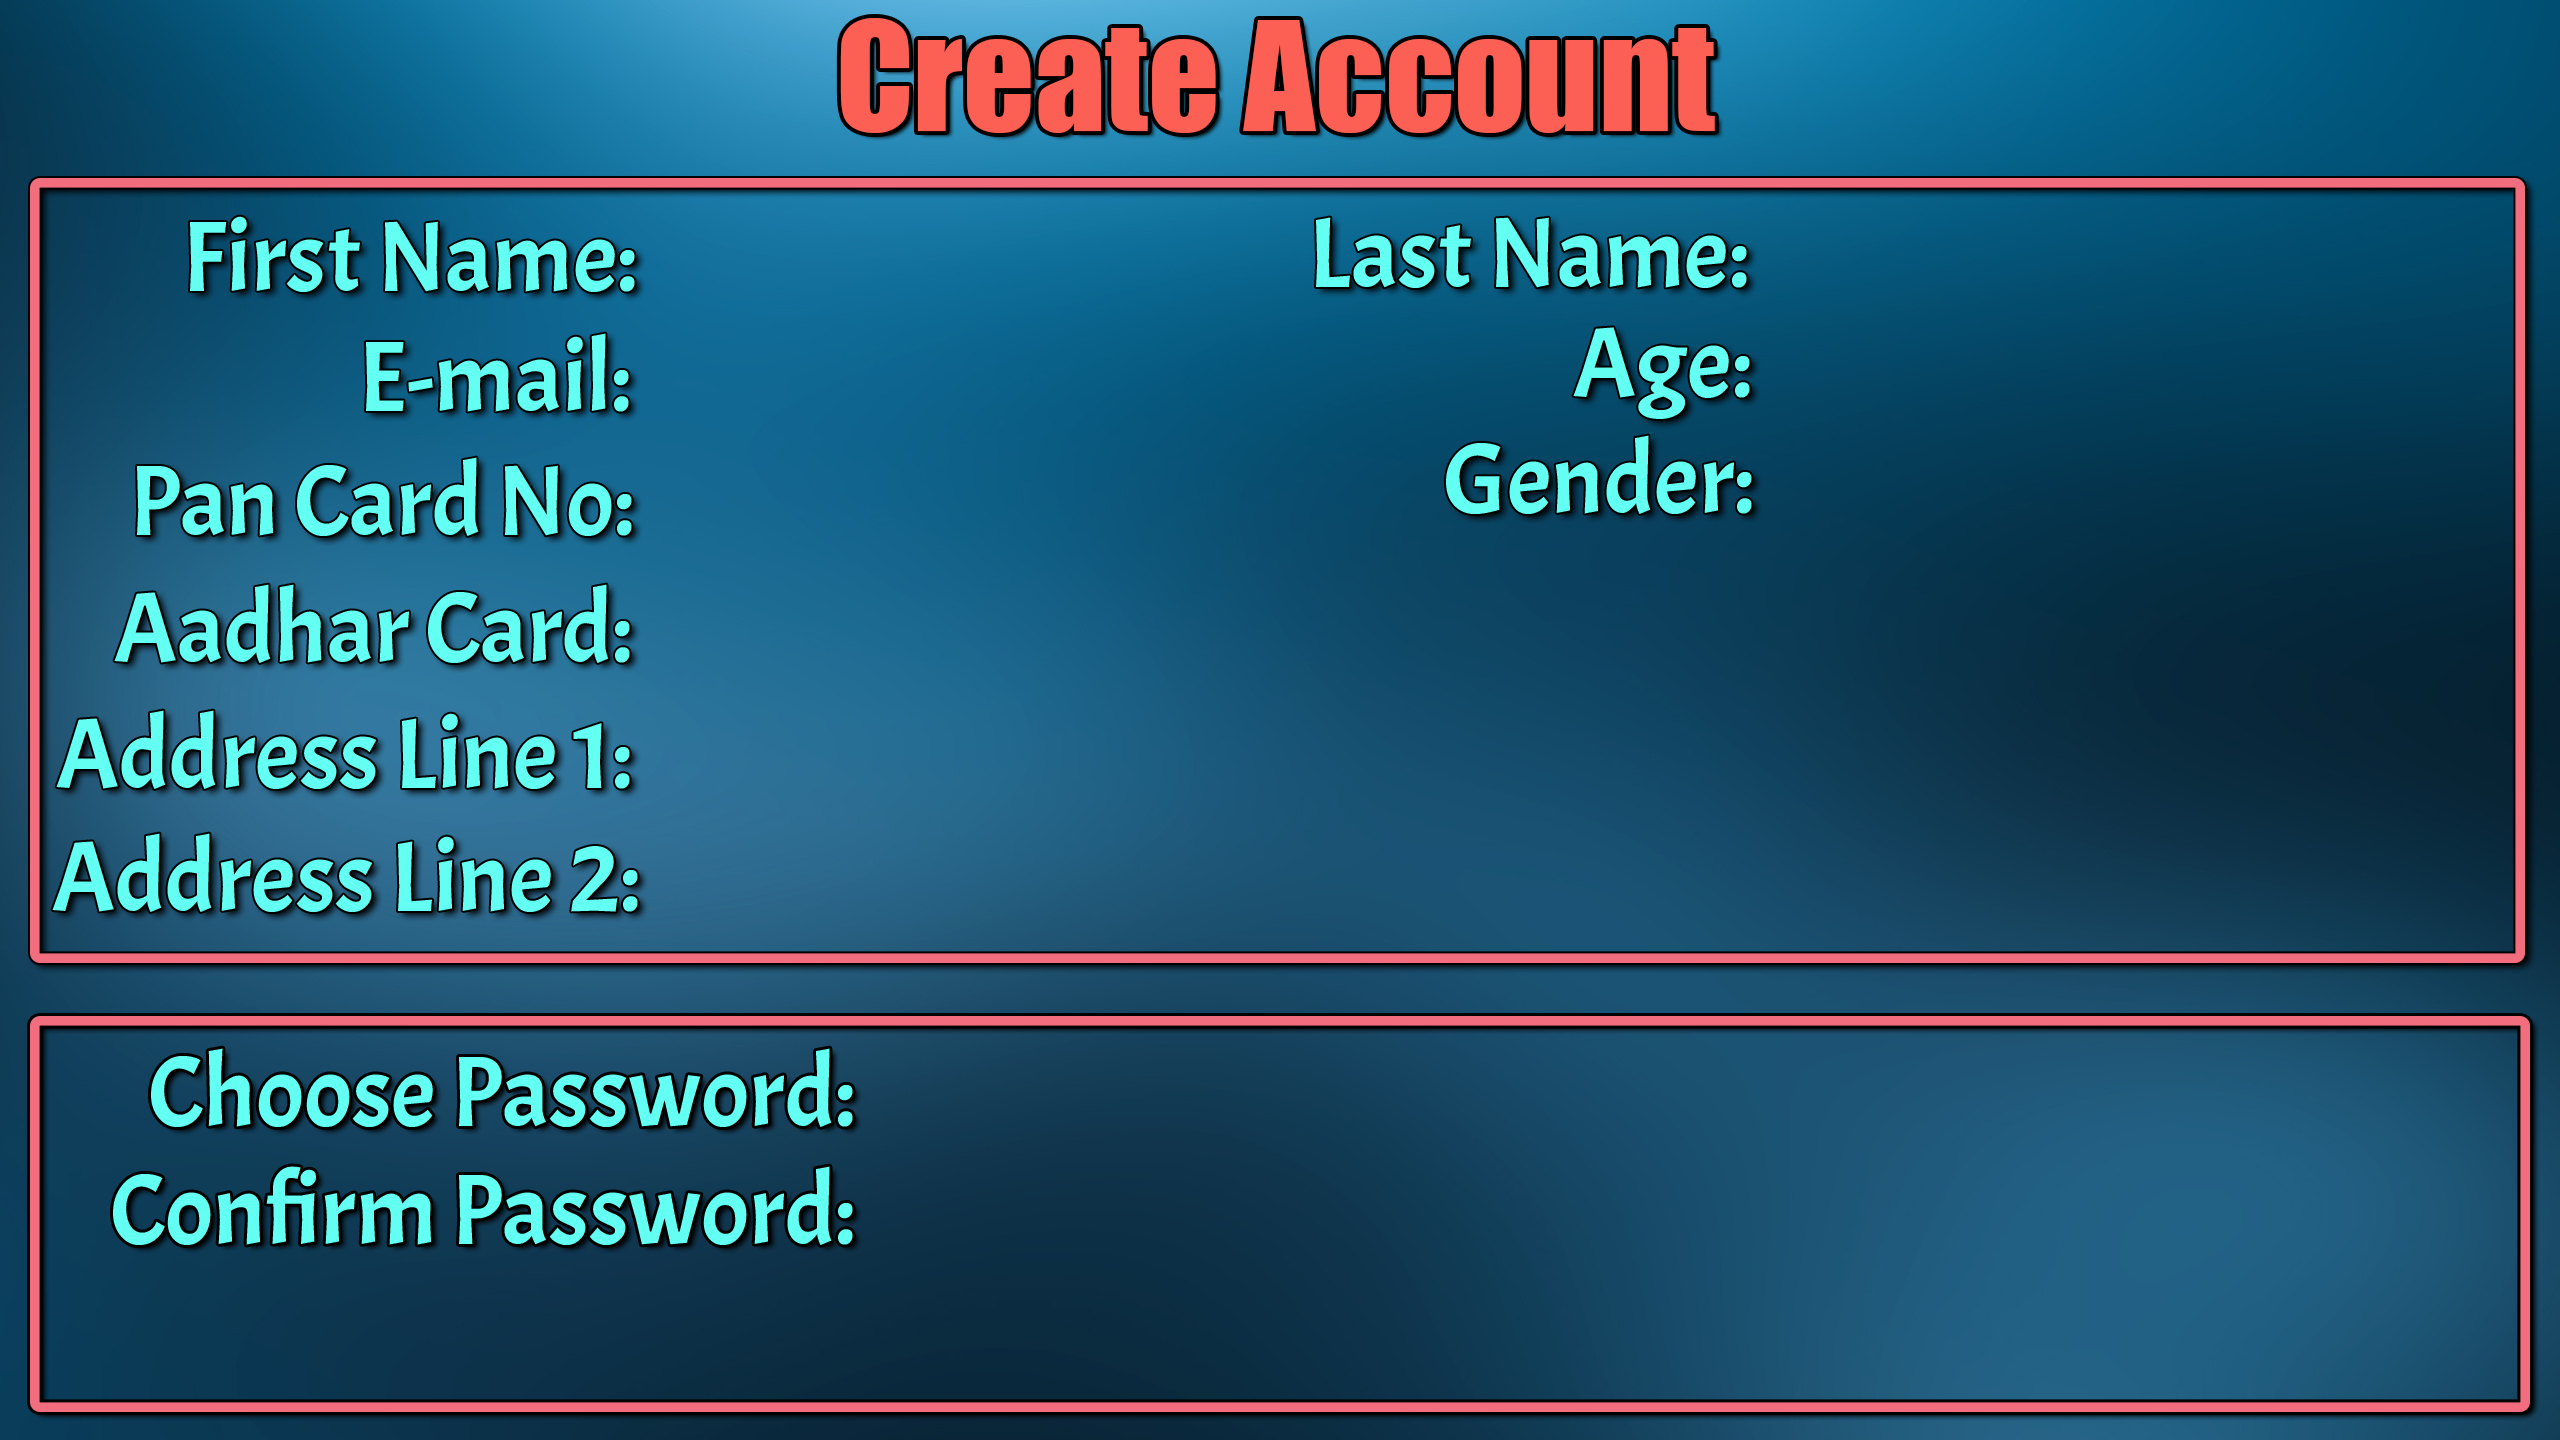 Create Account
First Name:
Last Name:
E-mail:
Age:
Pan Card No:
Gender:
Aadhar Card:
Address Line 1:
Address Line 2:
Choose Password:
Confirm Password: